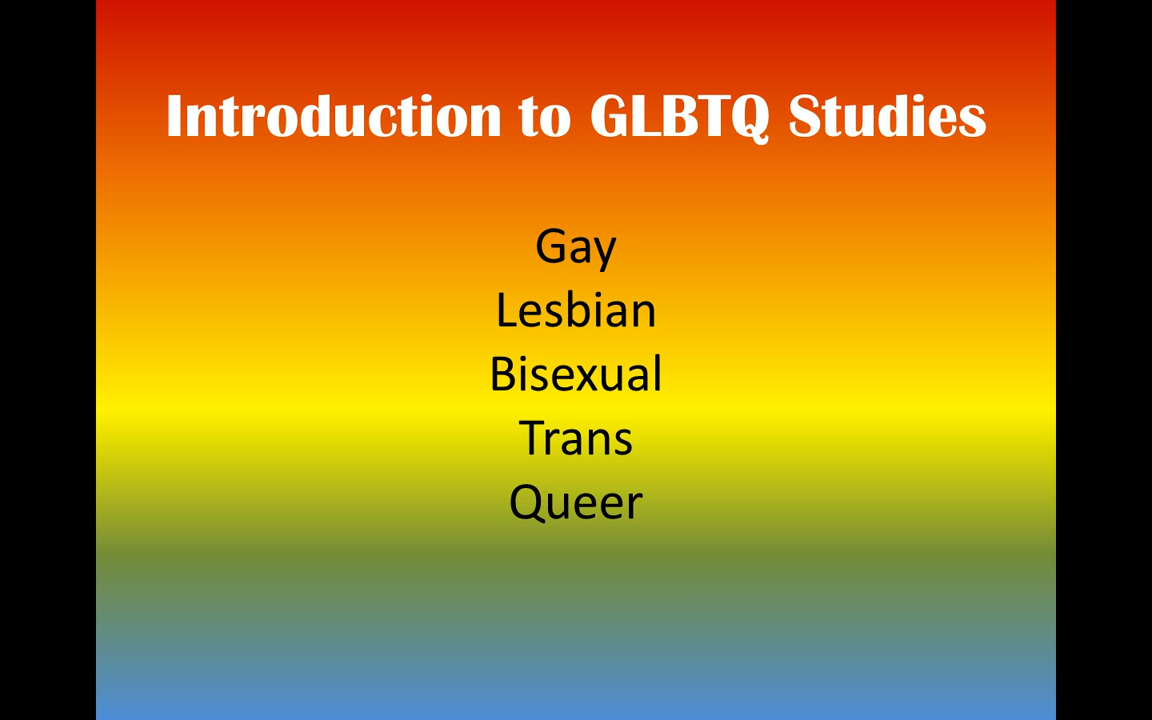 Introduction to GLBTQ Studies
Gay
Lesbian
Bisexual
Trans
Queer